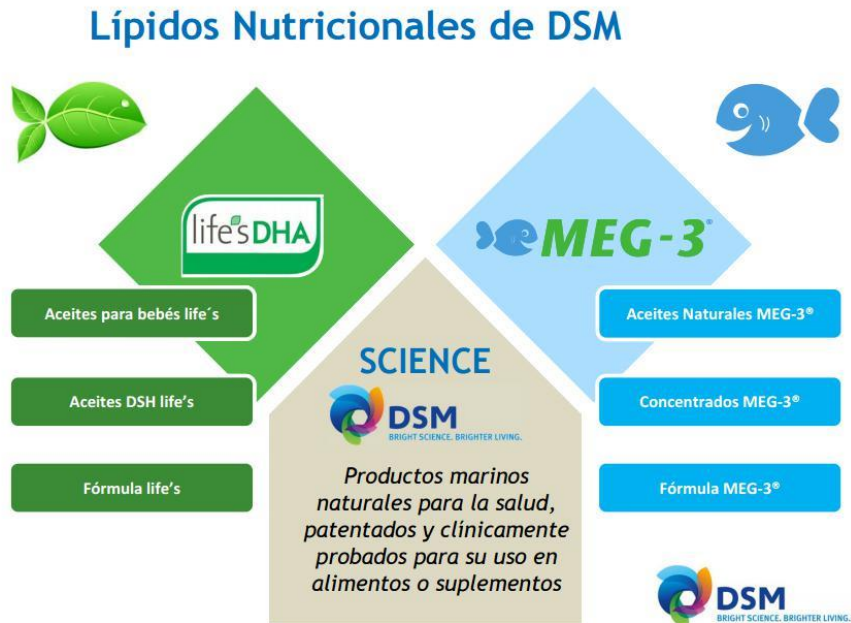 Lípidos Nutricionales de DSM
life'sDHA
MEG-3®
Aceites para bebés life´s
Aceites DSH life’s
Fórmula life’s
SCIENCE
DSM
BRIGHT SCIENCE. BRIGHTER LIVING.
Productos marinos
naturales para la salud,
patentados y clínicamente
probados para su uso en
alimentos o suplementos
Aceites Naturales MEG-3®
Concentrados MEG-3®
Fórmula MEG-3®
DSM
BRIGHT SCIENCE. BRIGHTER LIVING.